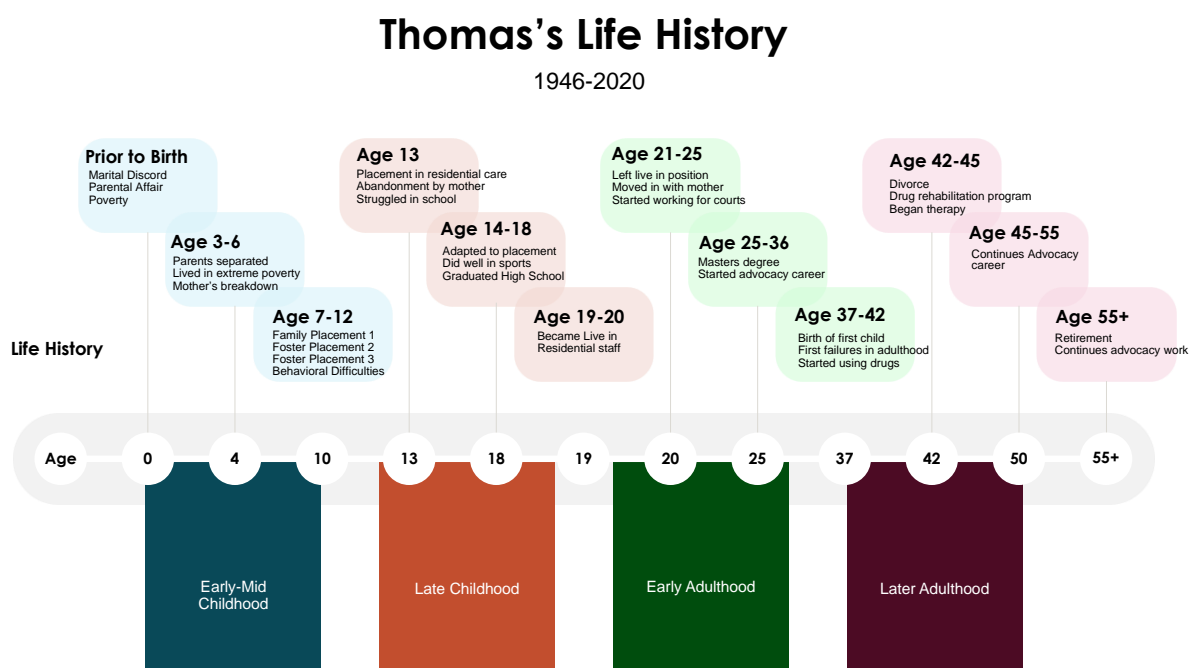 Thomas's Life History
1946-2020
Prior to Birth
Marital Discord
Parental Affair
Poverty
Age 3-6
Parents separated
Lived in extreme poverty
Mother's breakdown
Age 7-12
Family Placement 1
Foster Placement 2
Foster Placement 3
Behavioral Difficulties
Age 13
Placement in residential care
Abandonment by mother
Struggled in school
Age 14-18
Adapted to placement
Did well in sports
Graduated High School
Age 19-20
Became Live in
Residential staff
Age 21-25
Left live in position
Moved in with mother
Started working for courts
Age 25-36
Masters degree
Started advocacy career
Age 37-42
Birth of first child
First failures in adulthood
Started using drugs
Age 42-45
Divorce
Drug rehabilitation program
Began therapy
Age 45-55
Continues Advocacy
career
Age 55+
Retirement
Continues advocacy work
Life History
Age
0
4
10
13
18
19
20
25
37
42
50
55+
Early-Mid
Childhood
Late Childhood
Early Adulthood
Later Adulthood